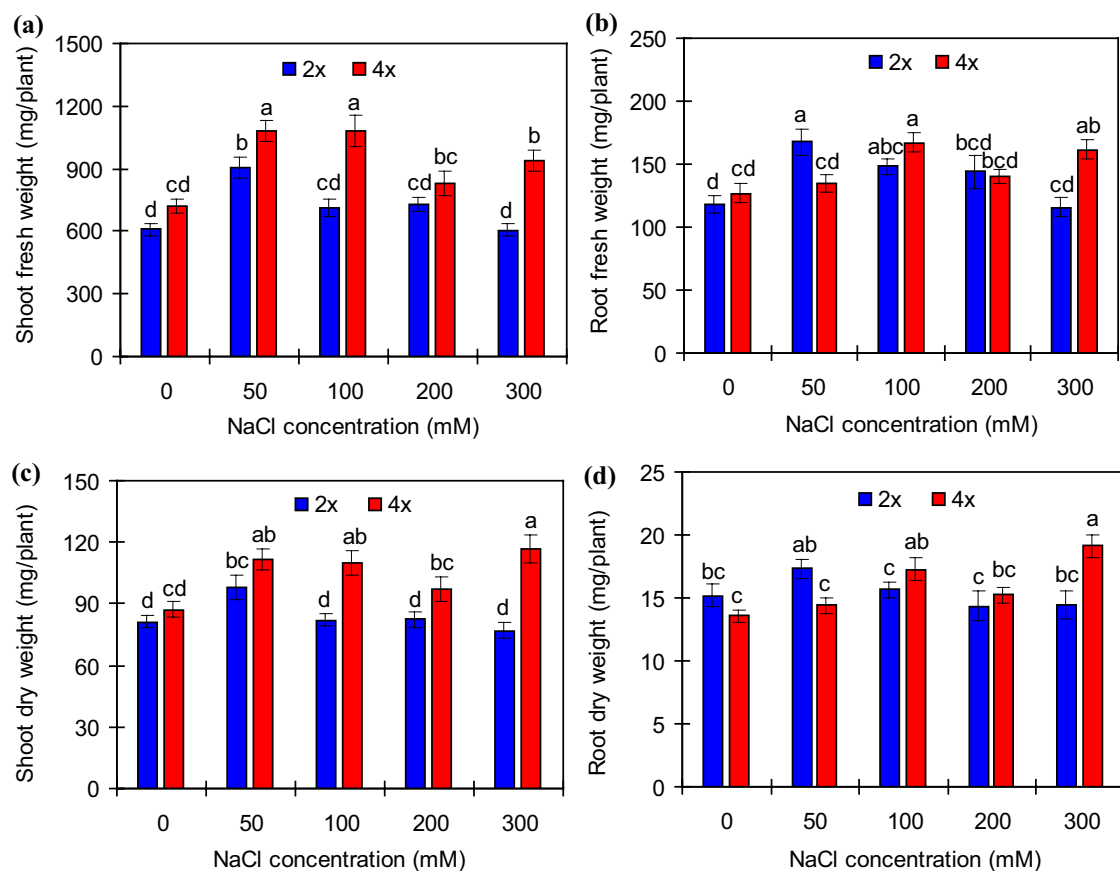 (a)
Shoot fresh weight (mg/plant)
1500
1200
900
600
300
0
2x 4x
d cd b a cd a cd bc d b
0 50 100 200 300
NaCl concentration (mM)
(b)
Root fresh weight (mg/plant)
250
200
150
100
50
0
2x 4x
d cd a cd abc a bcd bcd cd ab
0 50 100 200 300
NaCl concentration (mM)
(c)
Shoot dry weight (mg/plant)
150
120
90
60
30
0
2x 4x
d cd bc ab d ab d bc d a
0 50 100 200 300
NaCl concentration (mM)
(d)
Root dry weight (mg/plant)
25
20
15
10
5
0
2x 4x
bc c ab c c ab c bc bc a
0 50 100 200 300
NaCl concentration (mM)